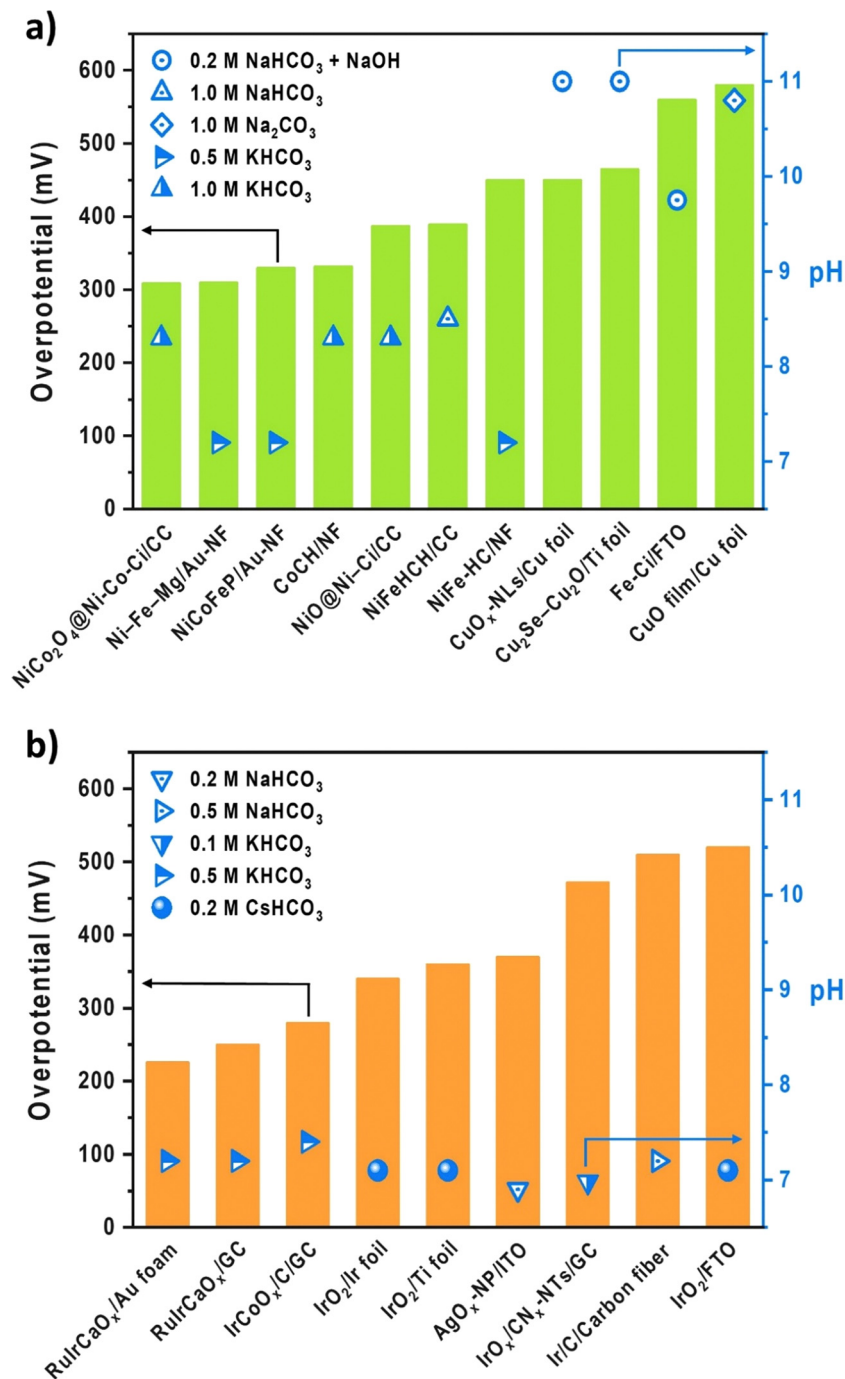 a)
0.2 M NaHCO₃ + NaOH
1.0 M NaHCO₃
1.0 M Na₂CO₃
0.5 M KHCO₃
1.0 M KHCO₃
Overpotential (mV)
600
500
400
300
200
100
0
11
10
9
8
7
pH
NiCo₂O₄@Ni-Co-Ci/CC
Ni–Fe–Mg/Au-NF
NiCoFeP/Au-NF
CoCH/NF
NiO@Ni–Ci/CC
NiFeHCH/CC
NiFe-HC/NF
CuOₓ-NLs/Cu foil
Cu₂Se–Cu₂O/Ti foil
Fe-Ci/FTO
CuO film/Cu foil
b)
0.2 M NaHCO₃
0.5 M NaHCO₃
0.1 M KHCO₃
0.5 M KHCO₃
0.2 M CsHCO₃
Overpotential (mV)
600
500
400
300
200
100
0
11
10
9
8
7
pH
RuIrCaOₓ/Au foam
RuIrCaOₓ/GC
IrCoOₓ/C/GC
IrO₂/Ir foil
IrO₂/Ti foil
AgOₓ-NP/ITO
IrOₓ/CNₓ-NTs/GC
Ir/C/Carbon fiber
IrO₂/FTO